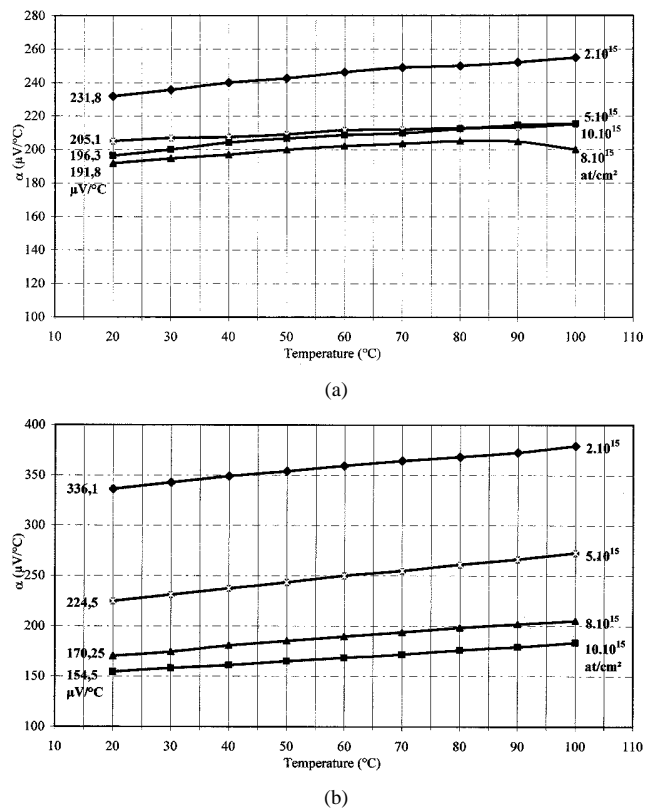 280
260
240
220
200
180
160
140
120
100
α (µV/°C)
231,8
205,1
196,3
191,8
µV/°C
2.10¹⁵
5.10¹⁵
10.10¹⁵
8.10¹⁵
at/cm²
10 20 30 40 50 60 70 80 90 100 110
Temperature (°C)
(a)
400
350
300
250
200
150
100
α (µV/°C)
336,1
224,5
170,25
154,5
µV/°C
2.10¹⁵
5.10¹⁵
8.10¹⁵
10.10¹⁵
at/cm²
10 20 30 40 50 60 70 80 90 100 110
Temperature (°C)
(b)